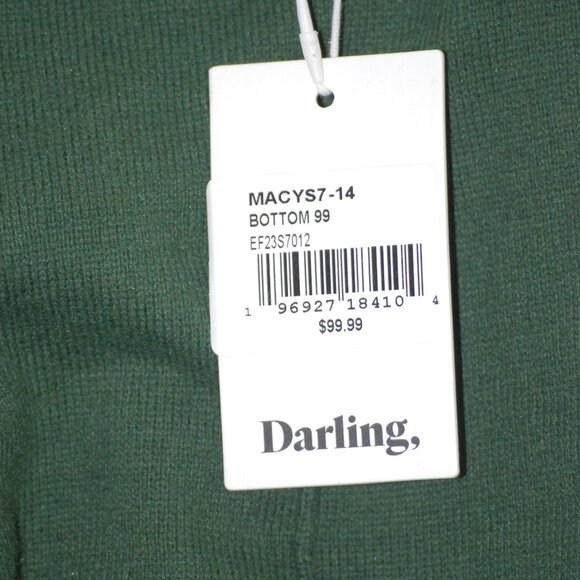 MACYS7-14
BOTTOM 99
EF23S7012
1 96927 18410 4
$99.99
Darling,